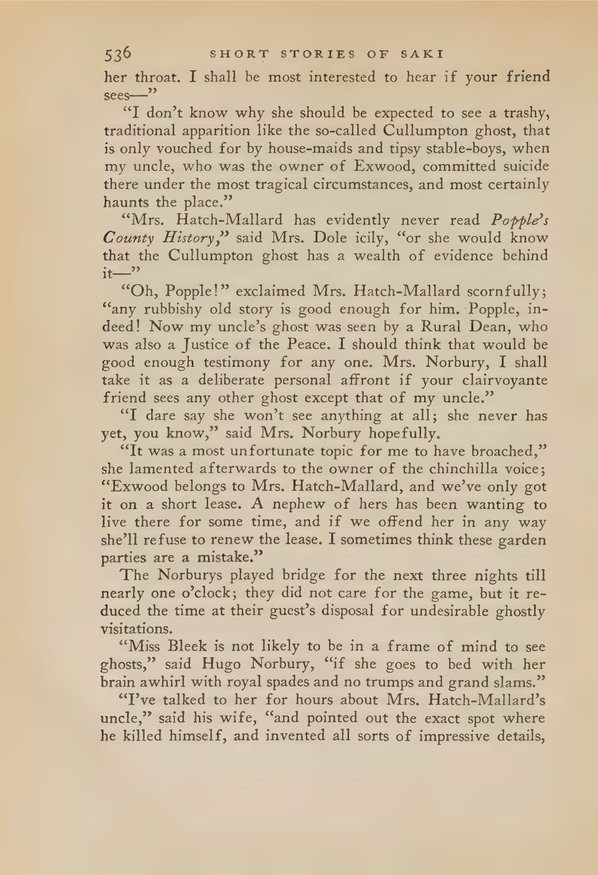 536 SHORT STORIES OF SAKI
her throat. I shall be most interested to hear if your friend
sees—”
“I don’t know why she should be expected to see a trashy,
traditional apparition like the so-called Cullumpton ghost, that
is only vouched for by house-maids and tipsy stable-boys, when
my uncle, who was the owner of Exwood, committed suicide
there under the most tragical circumstances, and most certainly
haunts the place.”
“Mrs. Hatch-Mallard has evidently never read Popple’s
County History,” said Mrs. Dole icily, “or she would know
that the Cullumpton ghost has a wealth of evidence behind
it—”
“Oh, Popple!” exclaimed Mrs. Hatch-Mallard scornfully;
“any rubbishy old story is good enough for him. Popple, in-
deed! Now my uncle’s ghost was seen by a Rural Dean, who
was also a Justice of the Peace. I should think that would be
good enough testimony for any one. Mrs. Norbury, I shall
take it as a deliberate personal affront if your clairvoyante
friend sees any other ghost except that of my uncle.”
“I dare say she won’t see anything at all; she never has
yet, you know,” said Mrs. Norbury hopefully.
“It was a most unfortunate topic for me to have broached,”
she lamented afterwards to the owner of the chinchilla voice;
“Exwood belongs to Mrs. Hatch-Mallard, and we’ve only got
it on a short lease. A nephew of hers has been wanting to
live there for some time, and if we offend her in any way
she’ll refuse to renew the lease. I sometimes think these garden
parties are a mistake.”
The Norburys played bridge for the next three nights till
nearly one o’clock; they did not care for the game, but it re-
duced the time at their guest’s disposal for undesirable ghostly
visitations.
“Miss Bleek is not likely to be in a frame of mind to see
ghosts,” said Hugo Norbury, “if she goes to bed with her
brain awhirl with royal spades and no trumps and grand slams.”
“I’ve talked to her for hours about Mrs. Hatch-Mallard’s
uncle,” said his wife, “and pointed out the exact spot where
he killed himself, and invented all sorts of impressive details,